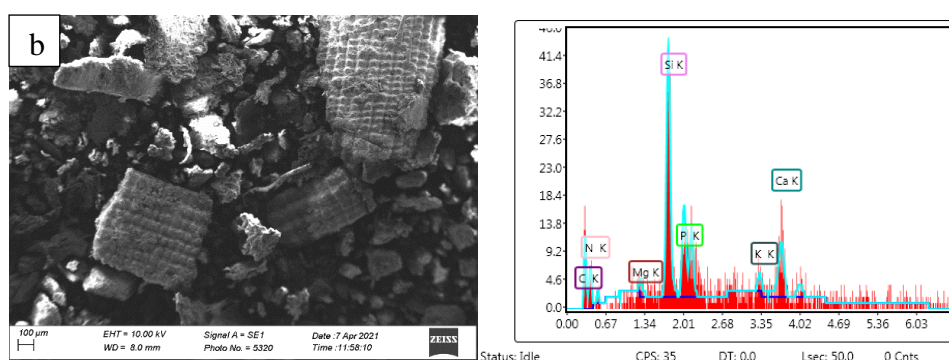 b
100 µm
EHT = 10.00 kV
WD = 8.0 mm
Signal A = SE1
Photo No. = 5320
Date :7 Apr 2021
Time :11:58:10
ZEISS
41.4
36.8
32.2
27.6
23.0
18.4
13.8
9.2
4.6
0.0
Si K
Ca K
N K
P K
K K
C K
Mg K
0.00 0.67 1.34 2.01 2.68 3.35 4.02 4.69 5.36 6.03
Status: Idle CPS: 35 DT: 0.0 Lsec: 50.0 0 Cnts